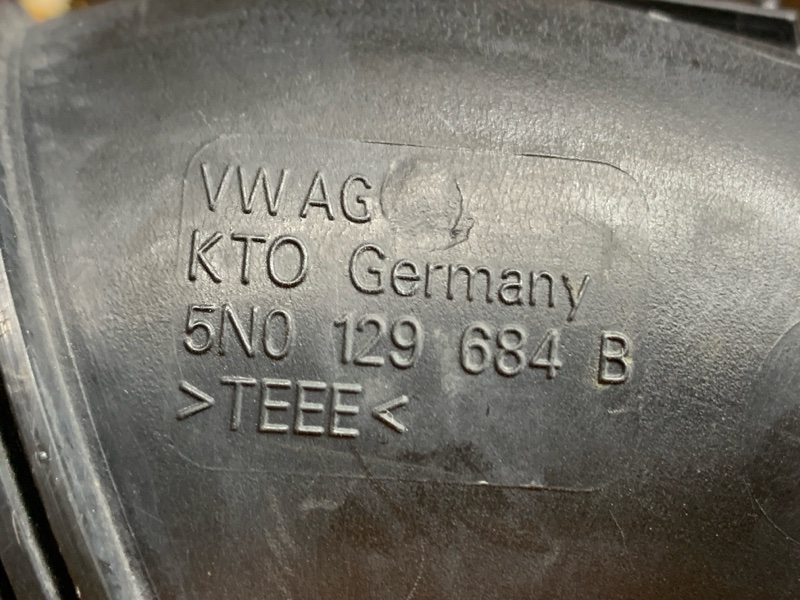 VW AG
KTO Germany
5N0 129 684 B
>TEEE<